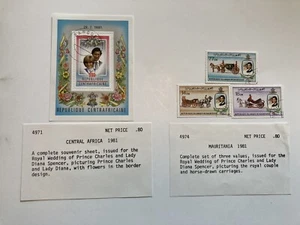 REPUBLIQUE
CENTRAFRICAINE
4971 NET PRICE .80
CENTRAL AFRICA 1981
A complete souvenir sheet, issued for the
Royal Wedding of Prince Charles and Lady
Diana Spencer, picturing Prince Charles
and Lady Diana, with flowers in the border
design.
4974 NET PRICE .80
MAURITANIA 1981
Complete set of three values, issued for the
Royal Wedding of Prince Charles and Lady
Diana Spencer, picturing the royal couple
and horse-drawn carriages.